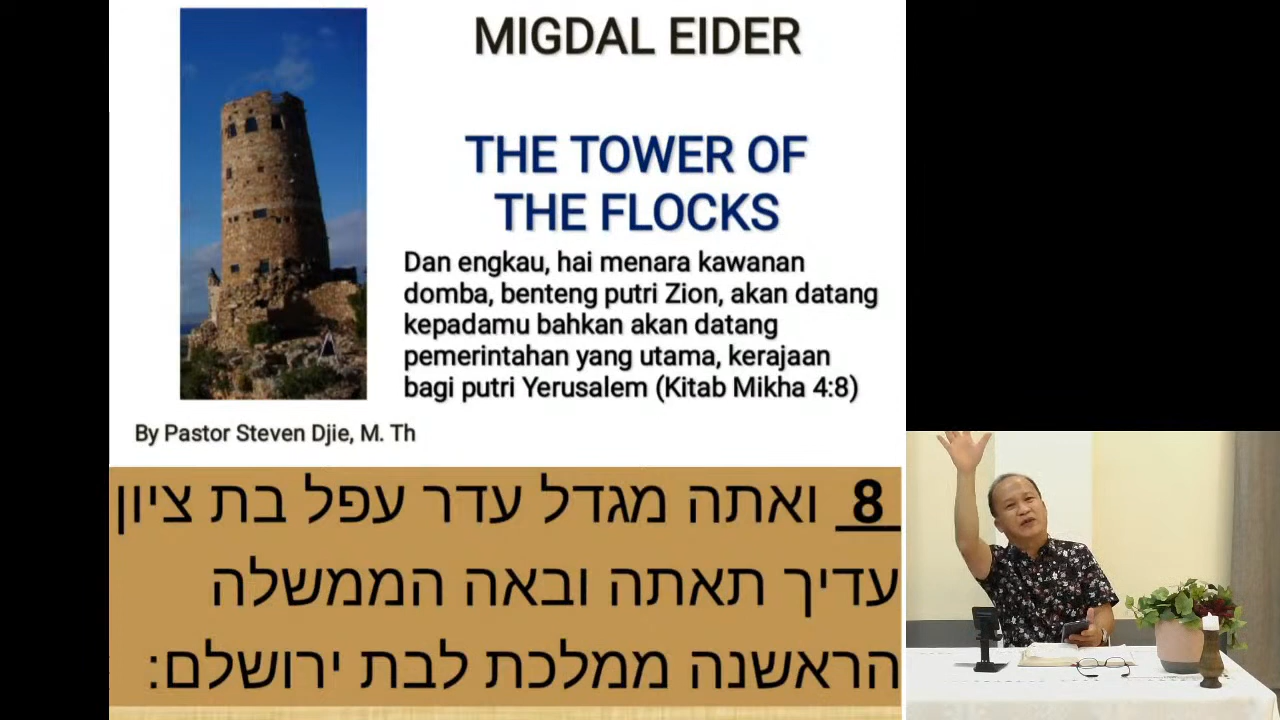 MIGDAL EIDER
THE TOWER OF
THE FLOCKS
Dan engkau, hai menara kawanan
domba, benteng putri Zion, akan datang
kepadamu bahkan akan datang
pemerintahan yang utama, kerajaan
bagi putri Yerusalem (Kitab Mikha 4:8)
By Pastor Steven Djie, M. Th
8 ואתה מגדל עדר עפל בת ציון
עדיך תאתה ובאה הממשלה
הראשנה ממלכת לבת ירושלם: